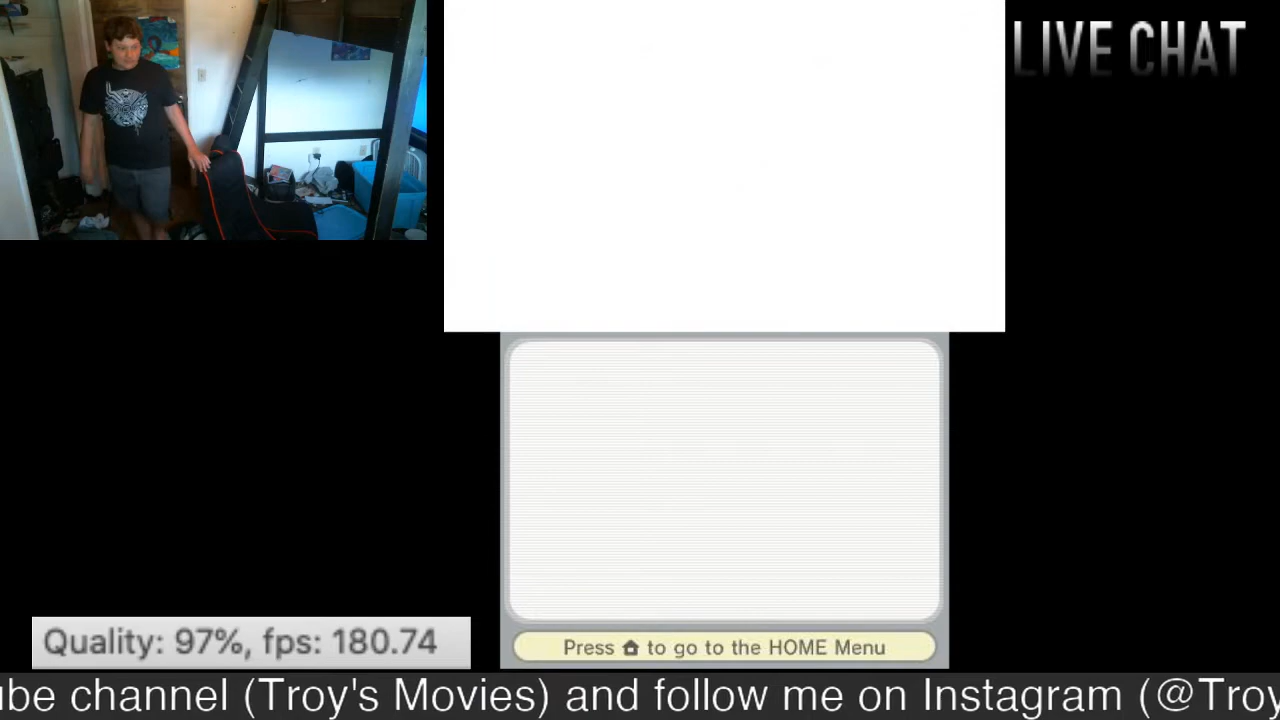 LIVE CHAT
Quality: 97%, fps: 180.74
Press to go to the HOME Menu
ube channel (Troy's Movies) and follow me on Instagram (@Troy